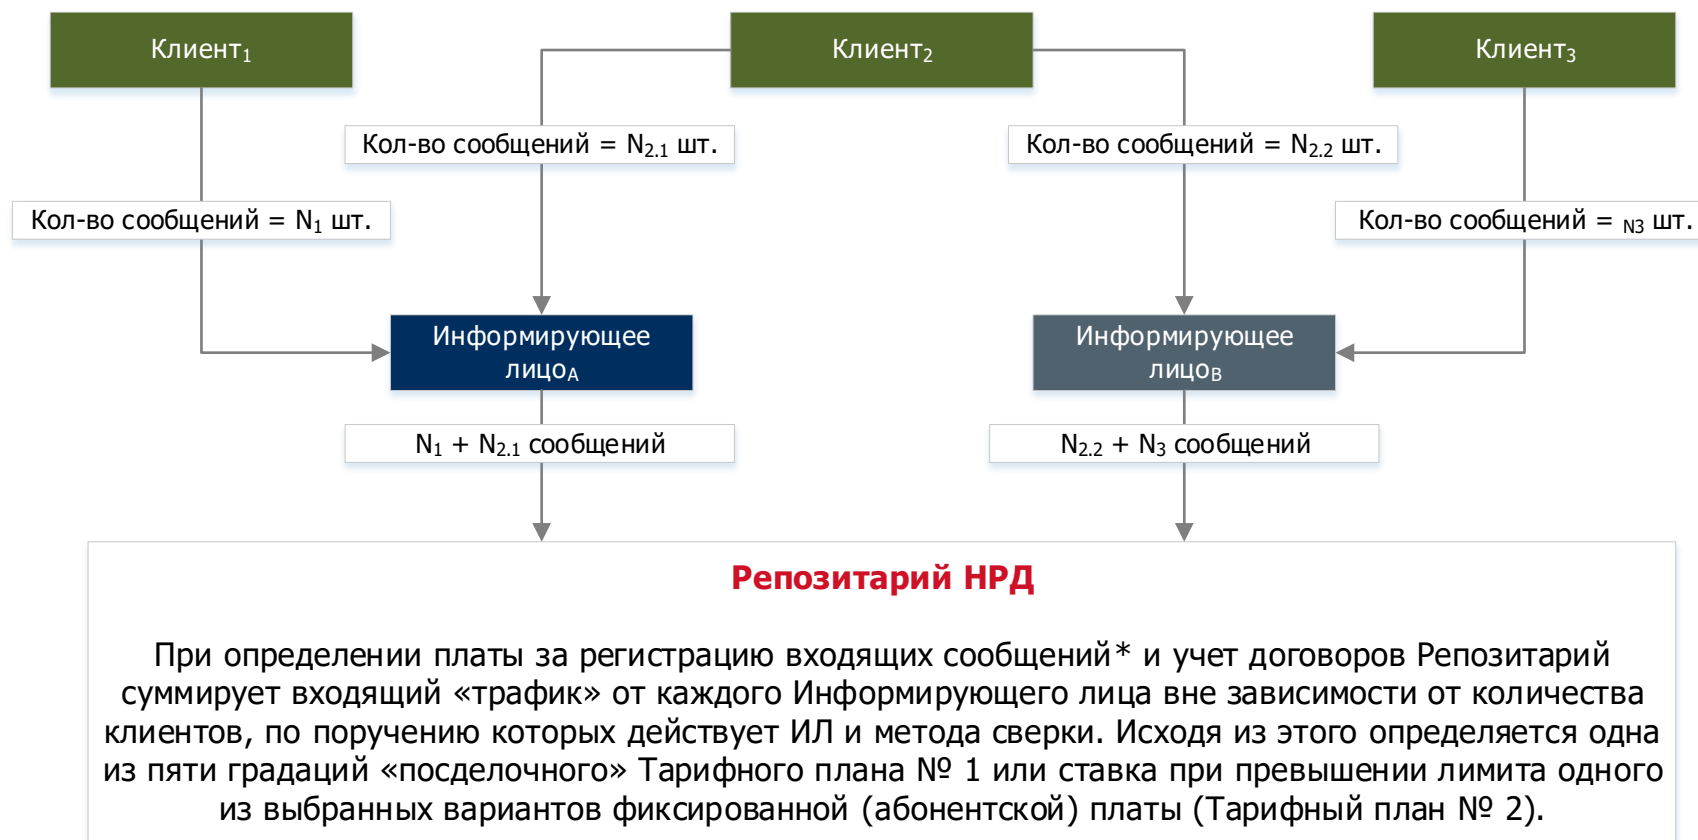 Клиент₁
Клиент₂
Клиент₃
Кол-во сообщений = N₂.₁ шт.
Кол-во сообщений = N₂.₂ шт.
Кол-во сообщений = N₁ шт.
Кол-во сообщений = N3 шт.
Информирующее
лицоA
Информирующее
лицоB
N₁ + N₂.₁ сообщений
N₂.₂ + N₃ сообщений
Репозитарий НРД
При определении платы за регистрацию входящих сообщений* и учет договоров Репозитарий
суммирует входящий «трафик» от каждого Информирующего лица вне зависимости от количества
клиентов, по поручению которых действует ИЛ и метода сверки. Исходя из этого определяется одна
из пяти градаций «посделочного» Тарифного плана № 1 или ставка при превышении лимита одного
из выбранных вариантов фиксированной (абонентской) платы (Тарифный план № 2).